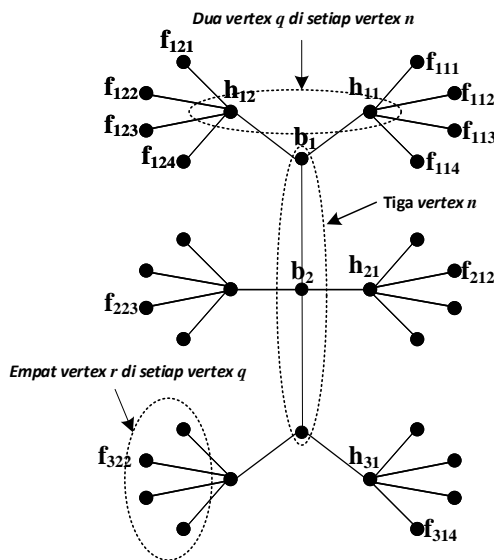 Dua vertex q di setiap vertex n
f121
f111
f122
h12
h11
f112
f123
f113
b1
f124
f114
Tiga vertex n
b2
h21
f212
f223
Empat vertex r di setiap vertex q
f322
h31
f314